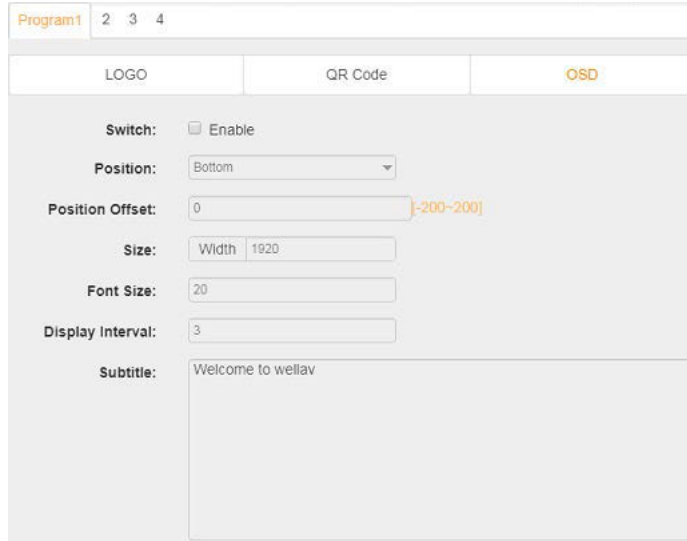 Program1 2 3 4
LOGO QR Code OSD
Switch: Enable
Position: Bottom
Position Offset: 0 [-200~200]
Size: Width 1920
Font Size: 20
Display Interval: 3
Subtitle: Welcome to wellav